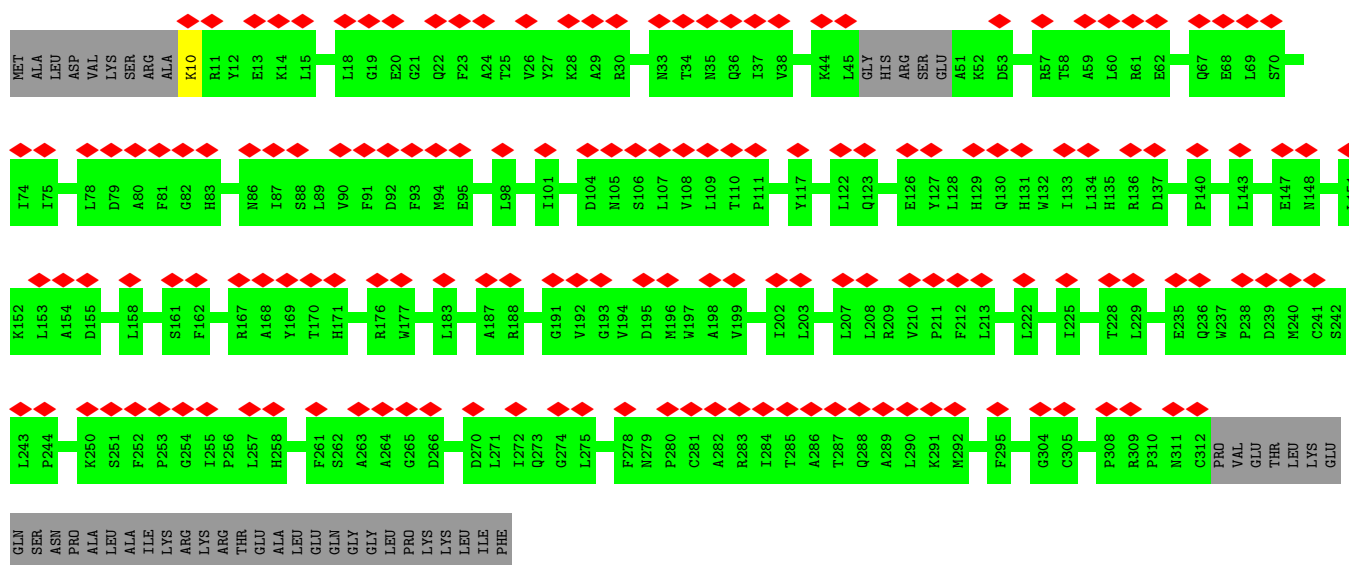 MET ALA LEU ASP VAL LYS SER ARG ALA K10 R11 Y12 E13 K14 L15 L18 G19 E20 G21 Q22 F23 A24 T25 V26 Y27 K28 A29 R30 N33 T34 N35 Q36 I37 V38 K44 L45 GLY HIS ARG SER GLU A51 K52 D53 R57 T58 A59 L60 R61 E62 Q67 E68 L69 S70
I74 I75 L78 D79 A80 F81 G82 H83 N86 I87 S88 L89 V90 F91 D92 F93 M94 E95 L98 I101 D104 N105 S106 L107 V108 L109 T110 P111 Y117 L122 Q123 E126 Y127 L128 H129 Q130 H131 W132 I133 L134 H135 R136 D137 P140 L143 E147 N148
K152 L153 A154 D155 L158 S161 F162 R167 A168 Y169 T170 H171 R176 W177 L183 A187 R188 G191 V192 G193 V194 D195 M196 W197 A198 V199 I202 L203 L207 L208 R209 V210 P211 F212 L213 L222 I225 T228 L229 E235 Q236 W237 P238 D239 M240 C241 S242
L243 P244 K250 S251 F252 P253 G254 I255 P256 L257 H258 F261 S262 A263 A264 G265 D266 D270 L271 I272 Q273 G274 L275 F278 N279 P280 C281 A282 R283 I284 T285 A286 T287 Q288 A289 L290 K291 M292 F295 G304 C305 P308 R309 P310 N311 C312 PRO VAL GLU THR LEU LYS GLU
GLN SER ASN PRO ALA LEU ALA ILE LYS ARG LYS ARG THR GLU ALA LEU GLU GLN GLY GLY LEU PRO LYS LYS LEU ILE PHE